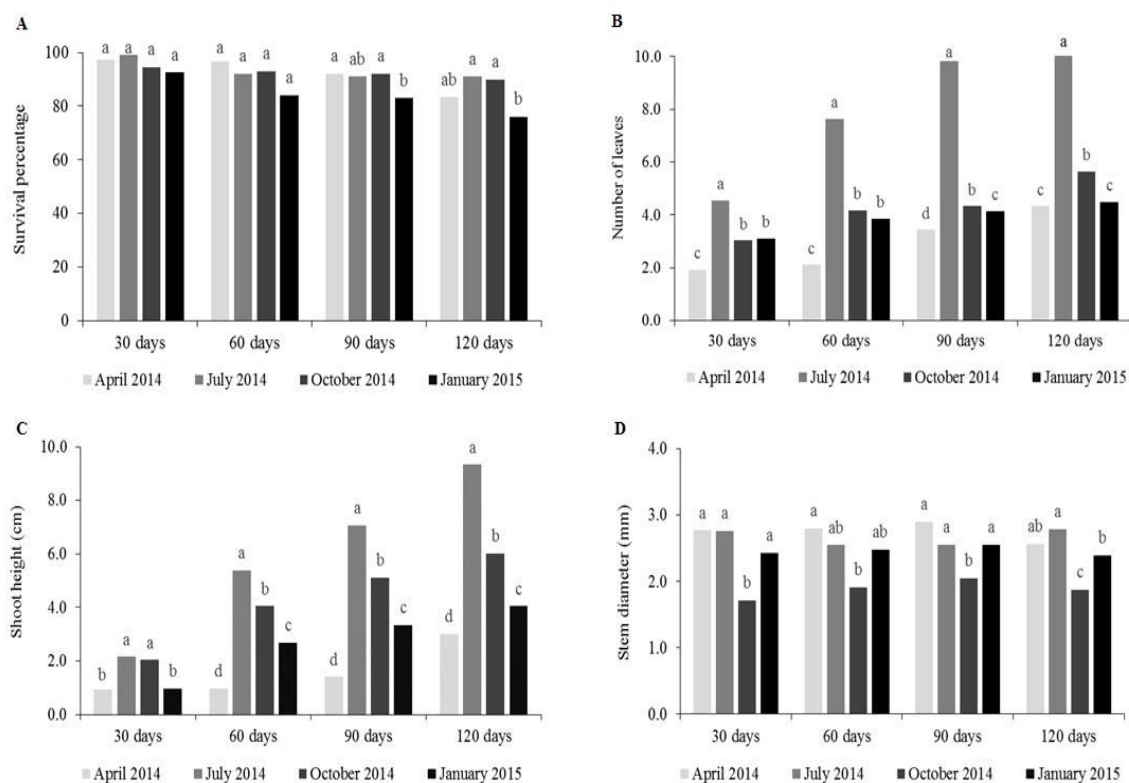 A
Survival percentage
100
80
60
40
20
0
a a a a
a a a a
a ab a b
ab a a b
30 days 60 days 90 days 120 days
April 2014 July 2014 October 2014 January 2015
B
Number of leaves
10.0
8.0
6.0
4.0
2.0
0.0
c a b b
c a b b
d a b c
c a b c
30 days 60 days 90 days 120 days
April 2014 July 2014 October 2014 January 2015
C
Shoot height (cm)
10.0
8.0
6.0
4.0
2.0
0.0
b a a b
d a b c
d a b c
d a b c
30 days 60 days 90 days 120 days
April 2014 July 2014 October 2014 January 2015
D
Stem diameter (mm)
4.0
3.0
2.0
1.0
0.0
a a b a
a ab b ab
a a b a
ab a c b
30 days 60 days 90 days 120 days
April 2014 July 2014 October 2014 January 2015